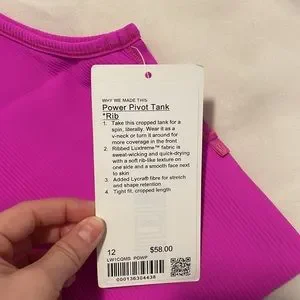 WHY WE MADE THIS
Power Pivot Tank
*Rib
1. Take this cropped tank for a
spin, literally. Wear it as a
v-neck or turn it around for
more coverage in the front
2. Ribbed Luxtreme™ fabric is
sweat-wicking and quick-drying
with a soft rib-like texture on
one side and a smooth face next
to skin
3. Added Lycra® fibre for stretch
and shape retention
4. Tight fit, cropped length
12 $58.00
LW1CQMS POWP
000136304438